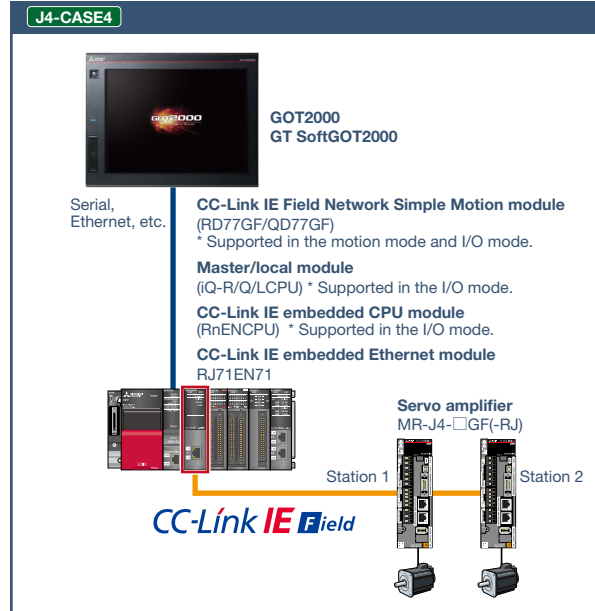 J4-CASE4
GOT2000
GOT2000
GT SoftGOT2000
Serial,
Ethernet, etc.
CC-Link IE Field Network Simple Motion module
(RD77GF/QD77GF)
* Supported in the motion mode and I/O mode.
Master/local module
(iQ-R/Q/LCPU) * Supported in the I/O mode.
CC-Link IE embedded CPU module
(RnENCPU) * Supported in the I/O mode.
CC-Link IE embedded Ethernet module
RJ71EN71
Servo amplifier
MR-J4-□GF(-RJ)
Station 1
Station 2
CC-Link IE Field